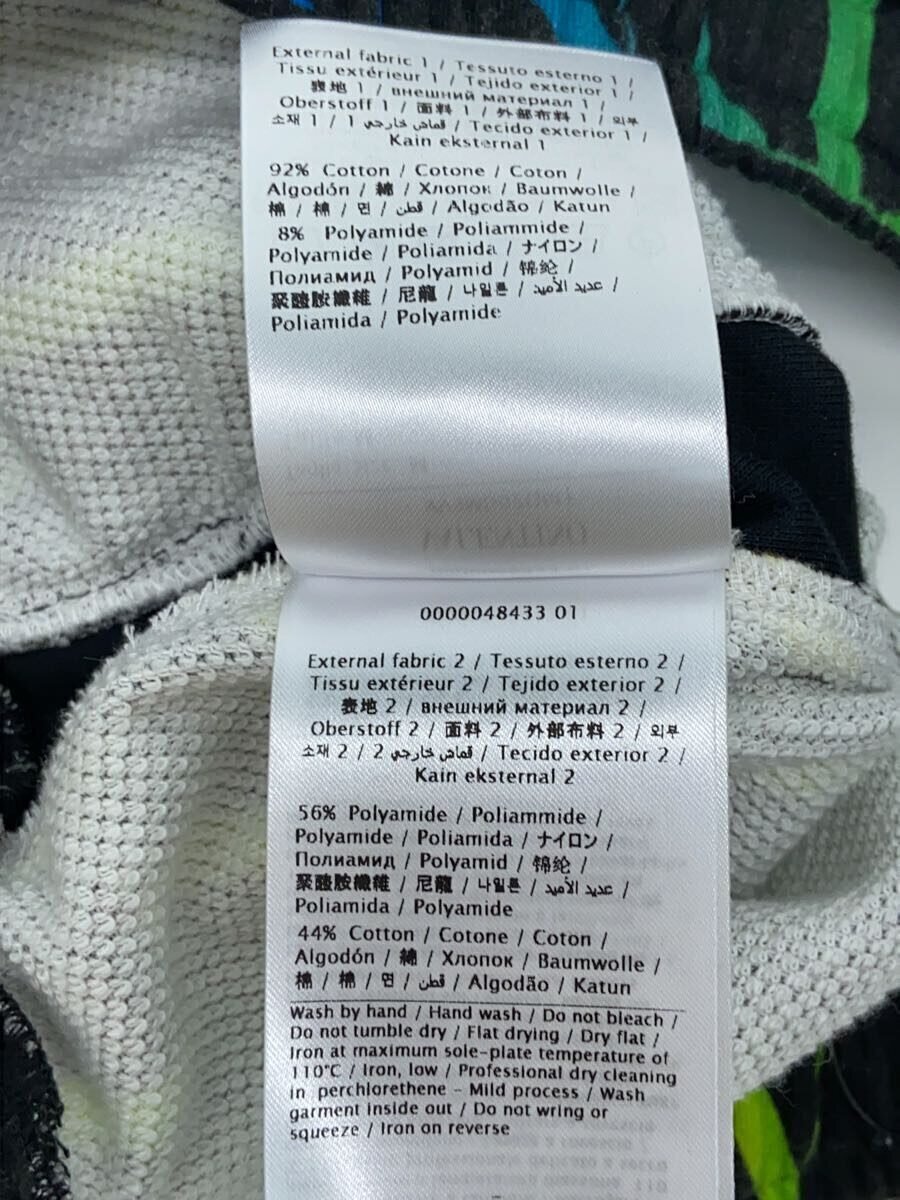 External fabric 1 / Tessuto esterno 1 /
Tissu extérieur 1 / Tejido exterior 1 /
表地 1 / внешний материал 1 /
Oberstoff 1 / 面料 1 / 外部布料 1 / 외부
소재 1 / 1 قماش خارجي / Tecido exterior 1 /
Kain eksternal 1
92% Cotton / Cotone / Coton /
Algodón / 綿 / Хлопок / Baumwolle /
棉 / 棉 / 면 / قطن / Algodão / Katun
8% Polyamide / Poliammide /
Polyamide / Poliamida / ナイロン /
Полиамид / Polyamid / 锦纶 /
聚醯胺纖維 / 尼龍 / 나일론 / عديد الأميد /
Poliamida / Polyamide
VALENTINO
0000048433 01
External fabric 2 / Tessuto esterno 2 /
Tissu extérieur 2 / Tejido exterior 2 /
表地 2 / внешний материал 2 /
Oberstoff 2 / 面料 2 / 外部布料 2 / 외부
소재 2 / 2 قماش خارجي / Tecido exterior 2 /
Kain eksternal 2
56% Polyamide / Poliammide /
Polyamide / Poliamida / ナイロン /
Полиамид / Polyamid / 锦纶 /
聚醯胺纖維 / 尼龍 / 나일론 / عديد الأميد /
Poliamida / Polyamide
44% Cotton / Cotone / Coton /
Algodón / 綿 / Хлопок / Baumwolle /
棉 / 棉 / 면 / قطن / Algodão / Katun
Wash by hand / Hand wash / Do not bleach /
Do not tumble dry / Flat drying / Dry flat /
Iron at maximum sole-plate temperature of
110°C / Iron, low / Professional dry cleaning
in perchlorethene - Mild process / Wash
garment inside out / Do not wring or
squeeze / Iron on reverse